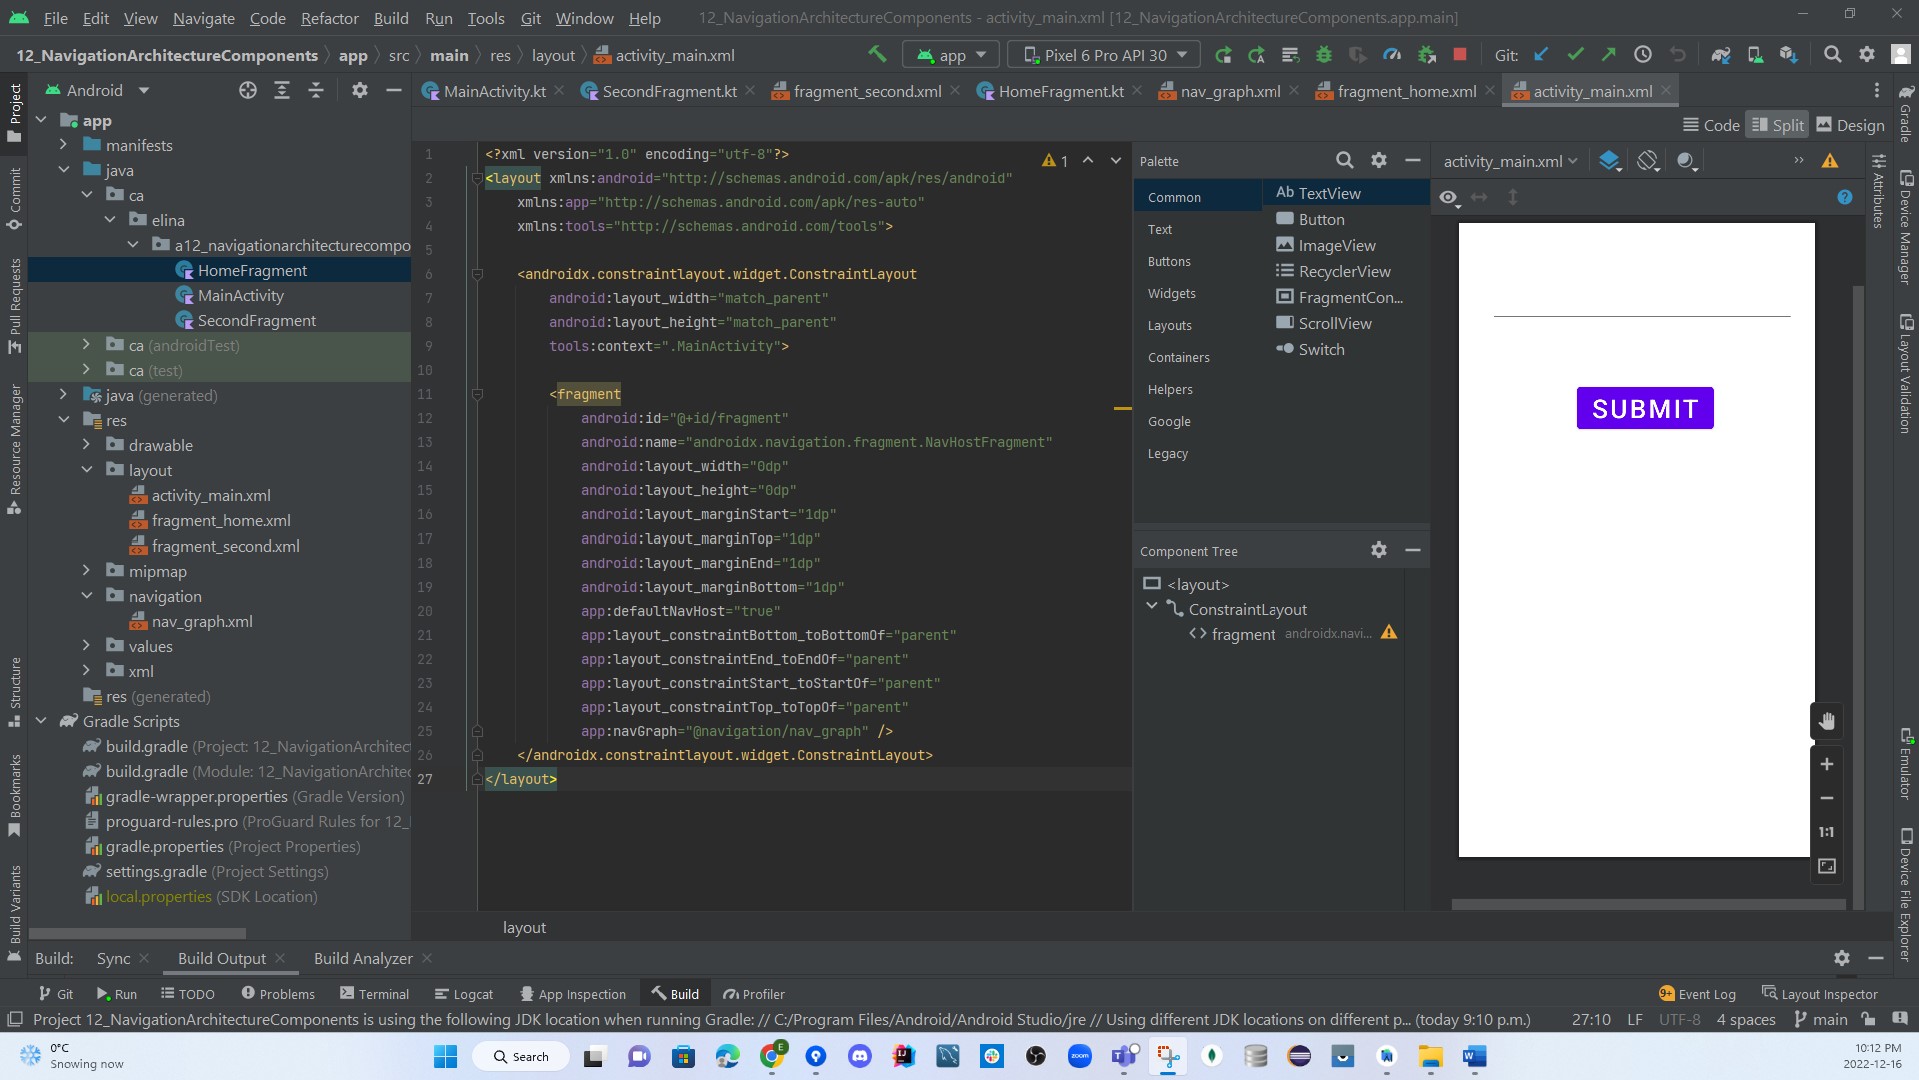 File Edit View Navigate Code Refactor Build Run Tools Git Window Help 12_NavigationArchitectureComponents - activity_main.xml [12_NavigationArchitectureComponents.app.main]
12_NavigationArchitectureComponents app src main res layout activity_main.xml app Pixel 6 Pro API 30 Git:
Project
Commit
Pull Requests
Resource Manager
Structure
Bookmarks
Build Variants
Android
app
manifests
java
ca
elina
a12_navigationarchitecturecompo
HomeFragment
MainActivity
SecondFragment
ca (androidTest)
ca (test)
java (generated)
res
drawable
layout
activity_main.xml
fragment_home.xml
fragment_second.xml
mipmap
navigation
nav_graph.xml
values
xml
res (generated)
Gradle Scripts
build.gradle (Project: 12_NavigationArchitect
build.gradle (Module: 12_NavigationArchitec
gradle-wrapper.properties (Gradle Version)
proguard-rules.pro (ProGuard Rules for 12_
gradle.properties (Project Properties)
settings.gradle (Project Settings)
local.properties (SDK Location)
MainActivity.kt SecondFragment.kt fragment_second.xml HomeFragment.kt nav_graph.xml fragment_home.xml activity_main.xml
Code Split Design
1 <?xml version="1.0" encoding="utf-8"?>
2 <layout xmlns:android="http://schemas.android.com/apk/res/android"
3 xmlns:app="http://schemas.android.com/apk/res-auto"
4 xmlns:tools="http://schemas.android.com/tools">
5
6 <androidx.constraintlayout.widget.ConstraintLayout
7 android:layout_width="match_parent"
8 android:layout_height="match_parent"
9 tools:context=".MainActivity">
10
11 <fragment
12 android:id="@+id/fragment"
13 android:name="androidx.navigation.fragment.NavHostFragment"
14 android:layout_width="0dp"
15 android:layout_height="0dp"
16 android:layout_marginStart="1dp"
17 android:layout_marginTop="1dp"
18 android:layout_marginEnd="1dp"
19 android:layout_marginBottom="1dp"
20 app:defaultNavHost="true"
21 app:layout_constraintBottom_toBottomOf="parent"
22 app:layout_constraintEnd_toEndOf="parent"
23 app:layout_constraintStart_toStartOf="parent"
24 app:layout_constraintTop_toTopOf="parent"
25 app:navGraph="@navigation/nav_graph" />
26 </androidx.constraintlayout.widget.ConstraintLayout>
27 </layout>
1
layout
Palette
Common
Text
Buttons
Widgets
Layouts
Containers
Helpers
Google
Legacy
Ab TextView
Button
ImageView
RecyclerView
FragmentCon...
ScrollView
Switch
Component Tree
<layout>
ConstraintLayout
<> fragment androidx.navi...
activity_main.xml
SUBMIT
1:1
Attributes
Gradle
Device Manager
Layout Validation
Emulator
Device File Explorer
Build: Sync Build Output Build Analyzer
Git Run TODO Problems Terminal Logcat App Inspection Build Profiler 9+ Event Log Layout Inspector
Project 12_NavigationArchitectureComponents is using the following JDK location when running Gradle: // C:/Program Files/Android/Android Studio/jre // Using different JDK locations on different p... (today 9:10 p.m.) 27:10 LF UTF-8 4 spaces main
0°C
Snowing now
Search
zoom
10:12 PM
2022-12-16